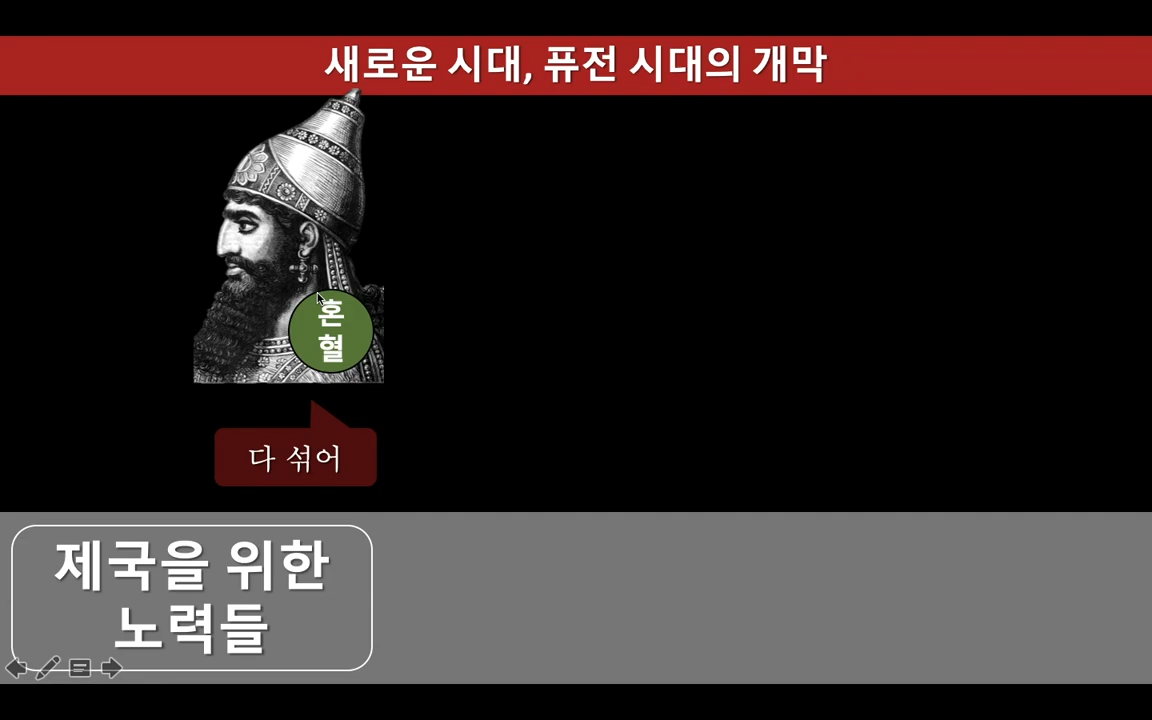 새로운 시대, 퓨전 시대의 개막
혼
혈
다 섞어
제국을 위한
노력들